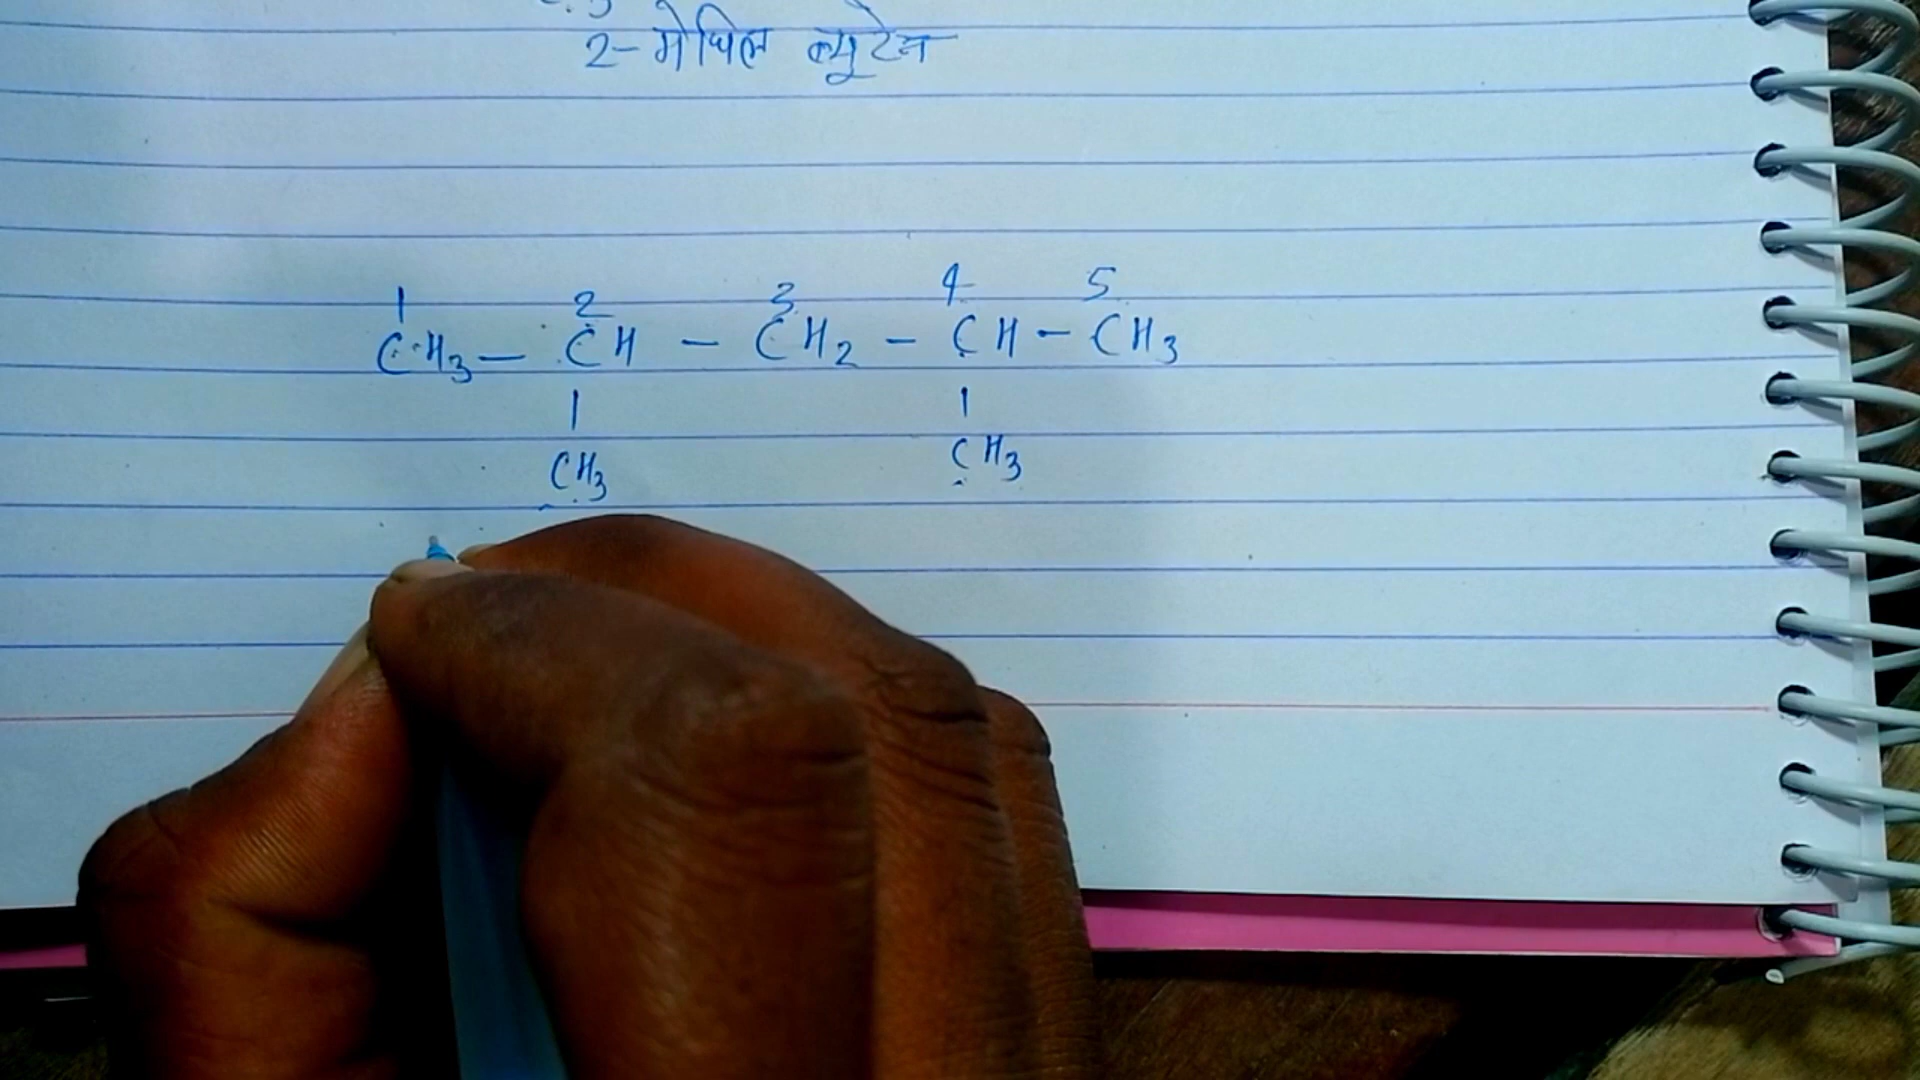 2- मेथिल ब्यूटेन
1 2 3 4 5
CH3 — CH — CH2 — CH — CH3
| |
CH3 CH3